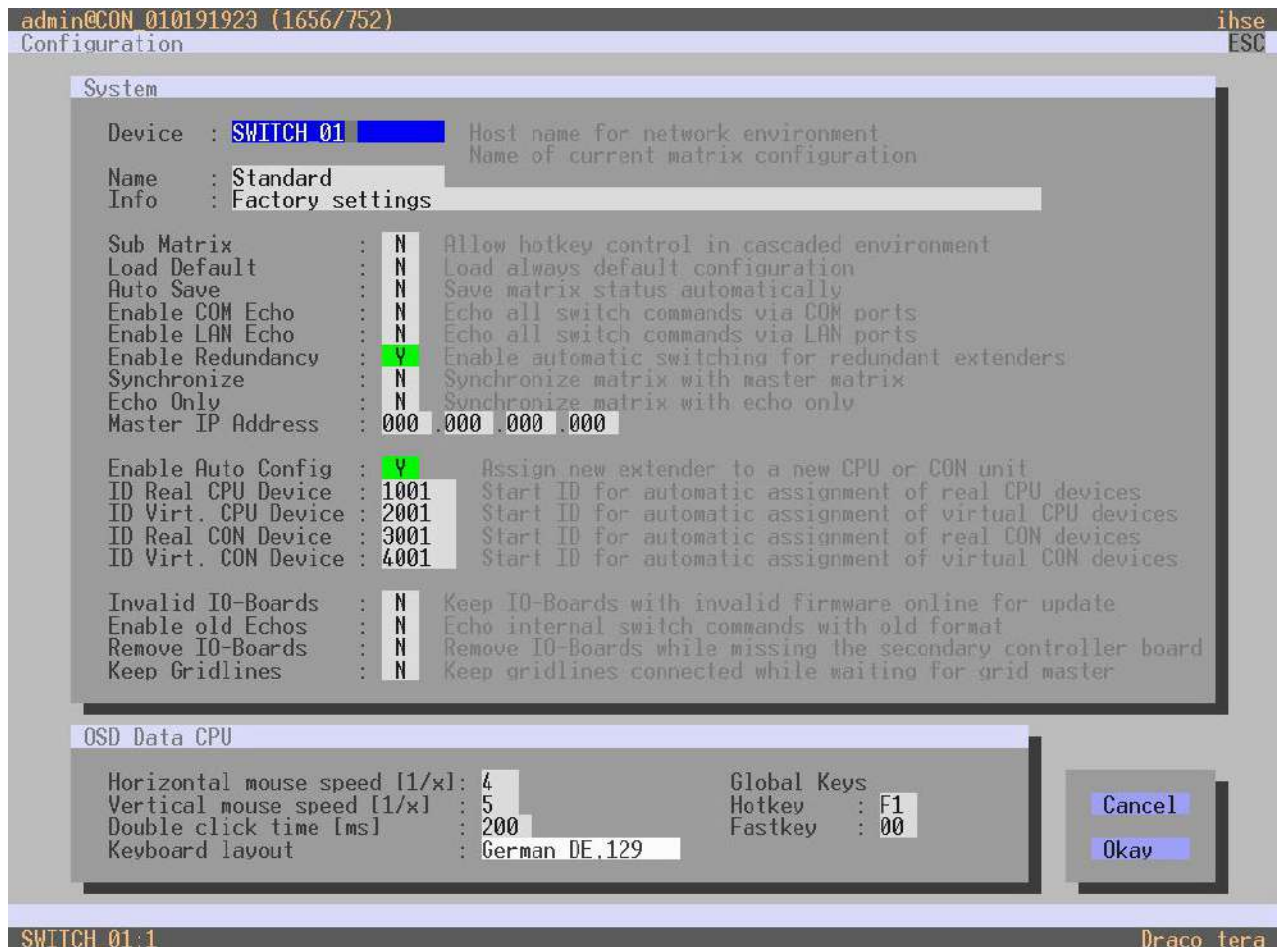 admin@CON_010191923 (1656/752) ihse
Configuration ESC
System
Device : SWITCH_01 Host name for network environment
Name of current matrix configuration
Name : Standard
Info : Factory settings
Sub Matrix : N Allow hotkey control in cascaded environment
Load Default : N Load always default configuration
Auto Save : N Save matrix status automatically
Enable COM Echo : N Echo all switch commands via COM ports
Enable LAN Echo : N Echo all switch commands via LAN ports
Enable Redundancy : Y Enable automatic switching for redundant extenders
Synchronize : N Synchronize matrix with master matrix
Echo Only : N Synchronize matrix with echo only
Master IP Address : 000 .000 .000 .000
Enable Auto Config : Y Assign new extender to a new CPU or CON unit
ID Real CPU Device : 1001 Start ID for automatic assignment of real CPU devices
ID Virt. CPU Device : 2001 Start ID for automatic assignment of virtual CPU devices
ID Real CON Device : 3001 Start ID for automatic assignment of real CON devices
ID Virt. CON Device : 4001 Start ID for automatic assignment of virtual CON devices
Invalid IO-Boards : N Keep IO-Boards with invalid firmware online for update
Enable old Echos : N Echo internal switch commands with old format
Remove IO-Boards : N Remove IO-Boards while missing the secondary controller board
Keep Gridlines : N Keep gridlines connected while waiting for grid master
OSD Data CPU
Horizontal mouse speed [1/x]: 4 Global Keys
Vertical mouse speed [1/x] : 5 Hotkey : F1
Double click time [ms] : 200 Fastkey : 00
Keyboard layout : German DE,129
Cancel
Okay
SWITCH_01:1 Draco tera